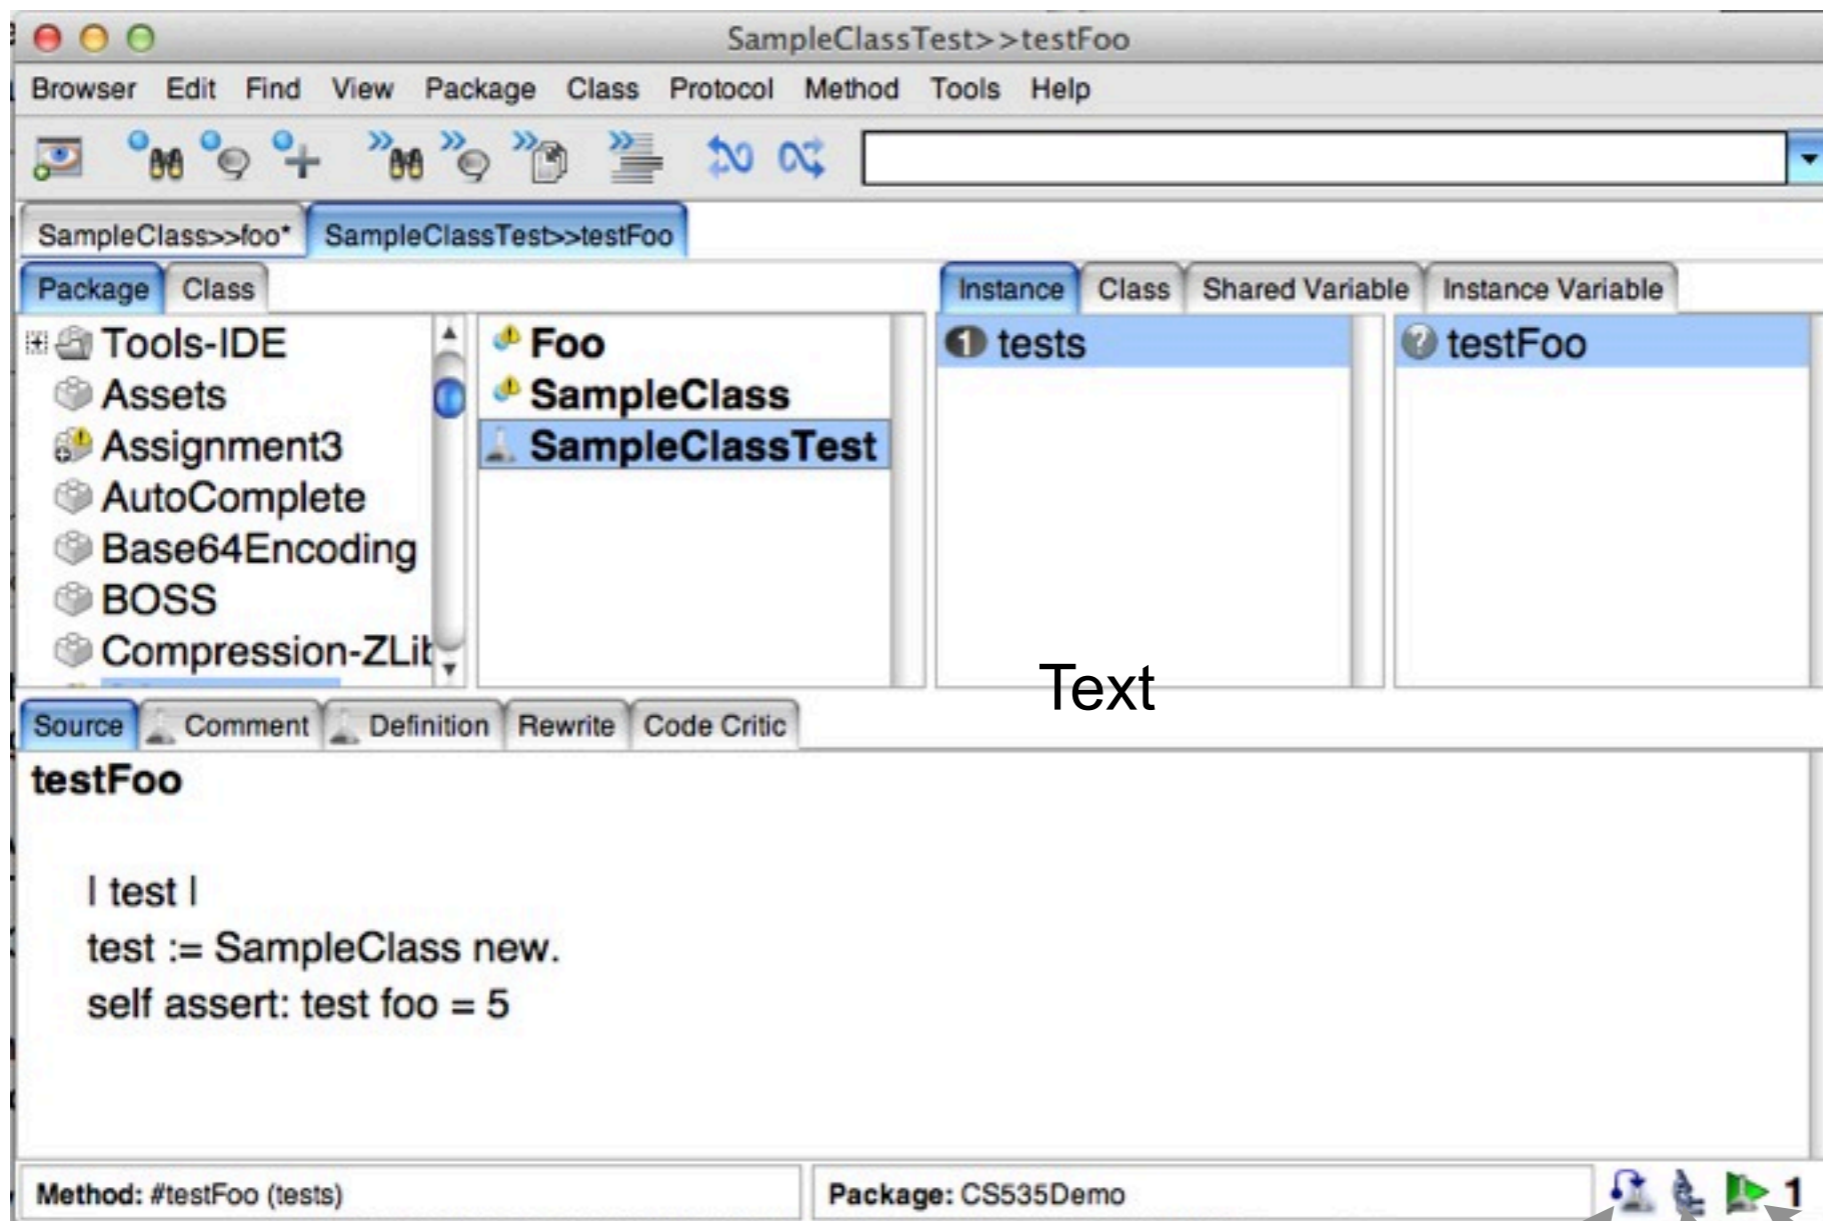 SampleClassTest>>testFoo
Browser Edit Find View Package Class Protocol Method Tools Help
SampleClass>>foo* SampleClassTest>>testFoo
Package Class
Instance Class Shared Variable Instance Variable
Tools-IDE
Assets
Assignment3
AutoComplete
Base64Encoding
BOSS
Compression-ZLib
Foo
SampleClass
SampleClassTest
1 tests
? testFoo
Text
Source Comment Definition Rewrite Code Critic
testFoo
| test |
test := SampleClass new.
self assert: test foo = 5
Method: #testFoo (tests)
Package: CS535Demo
1